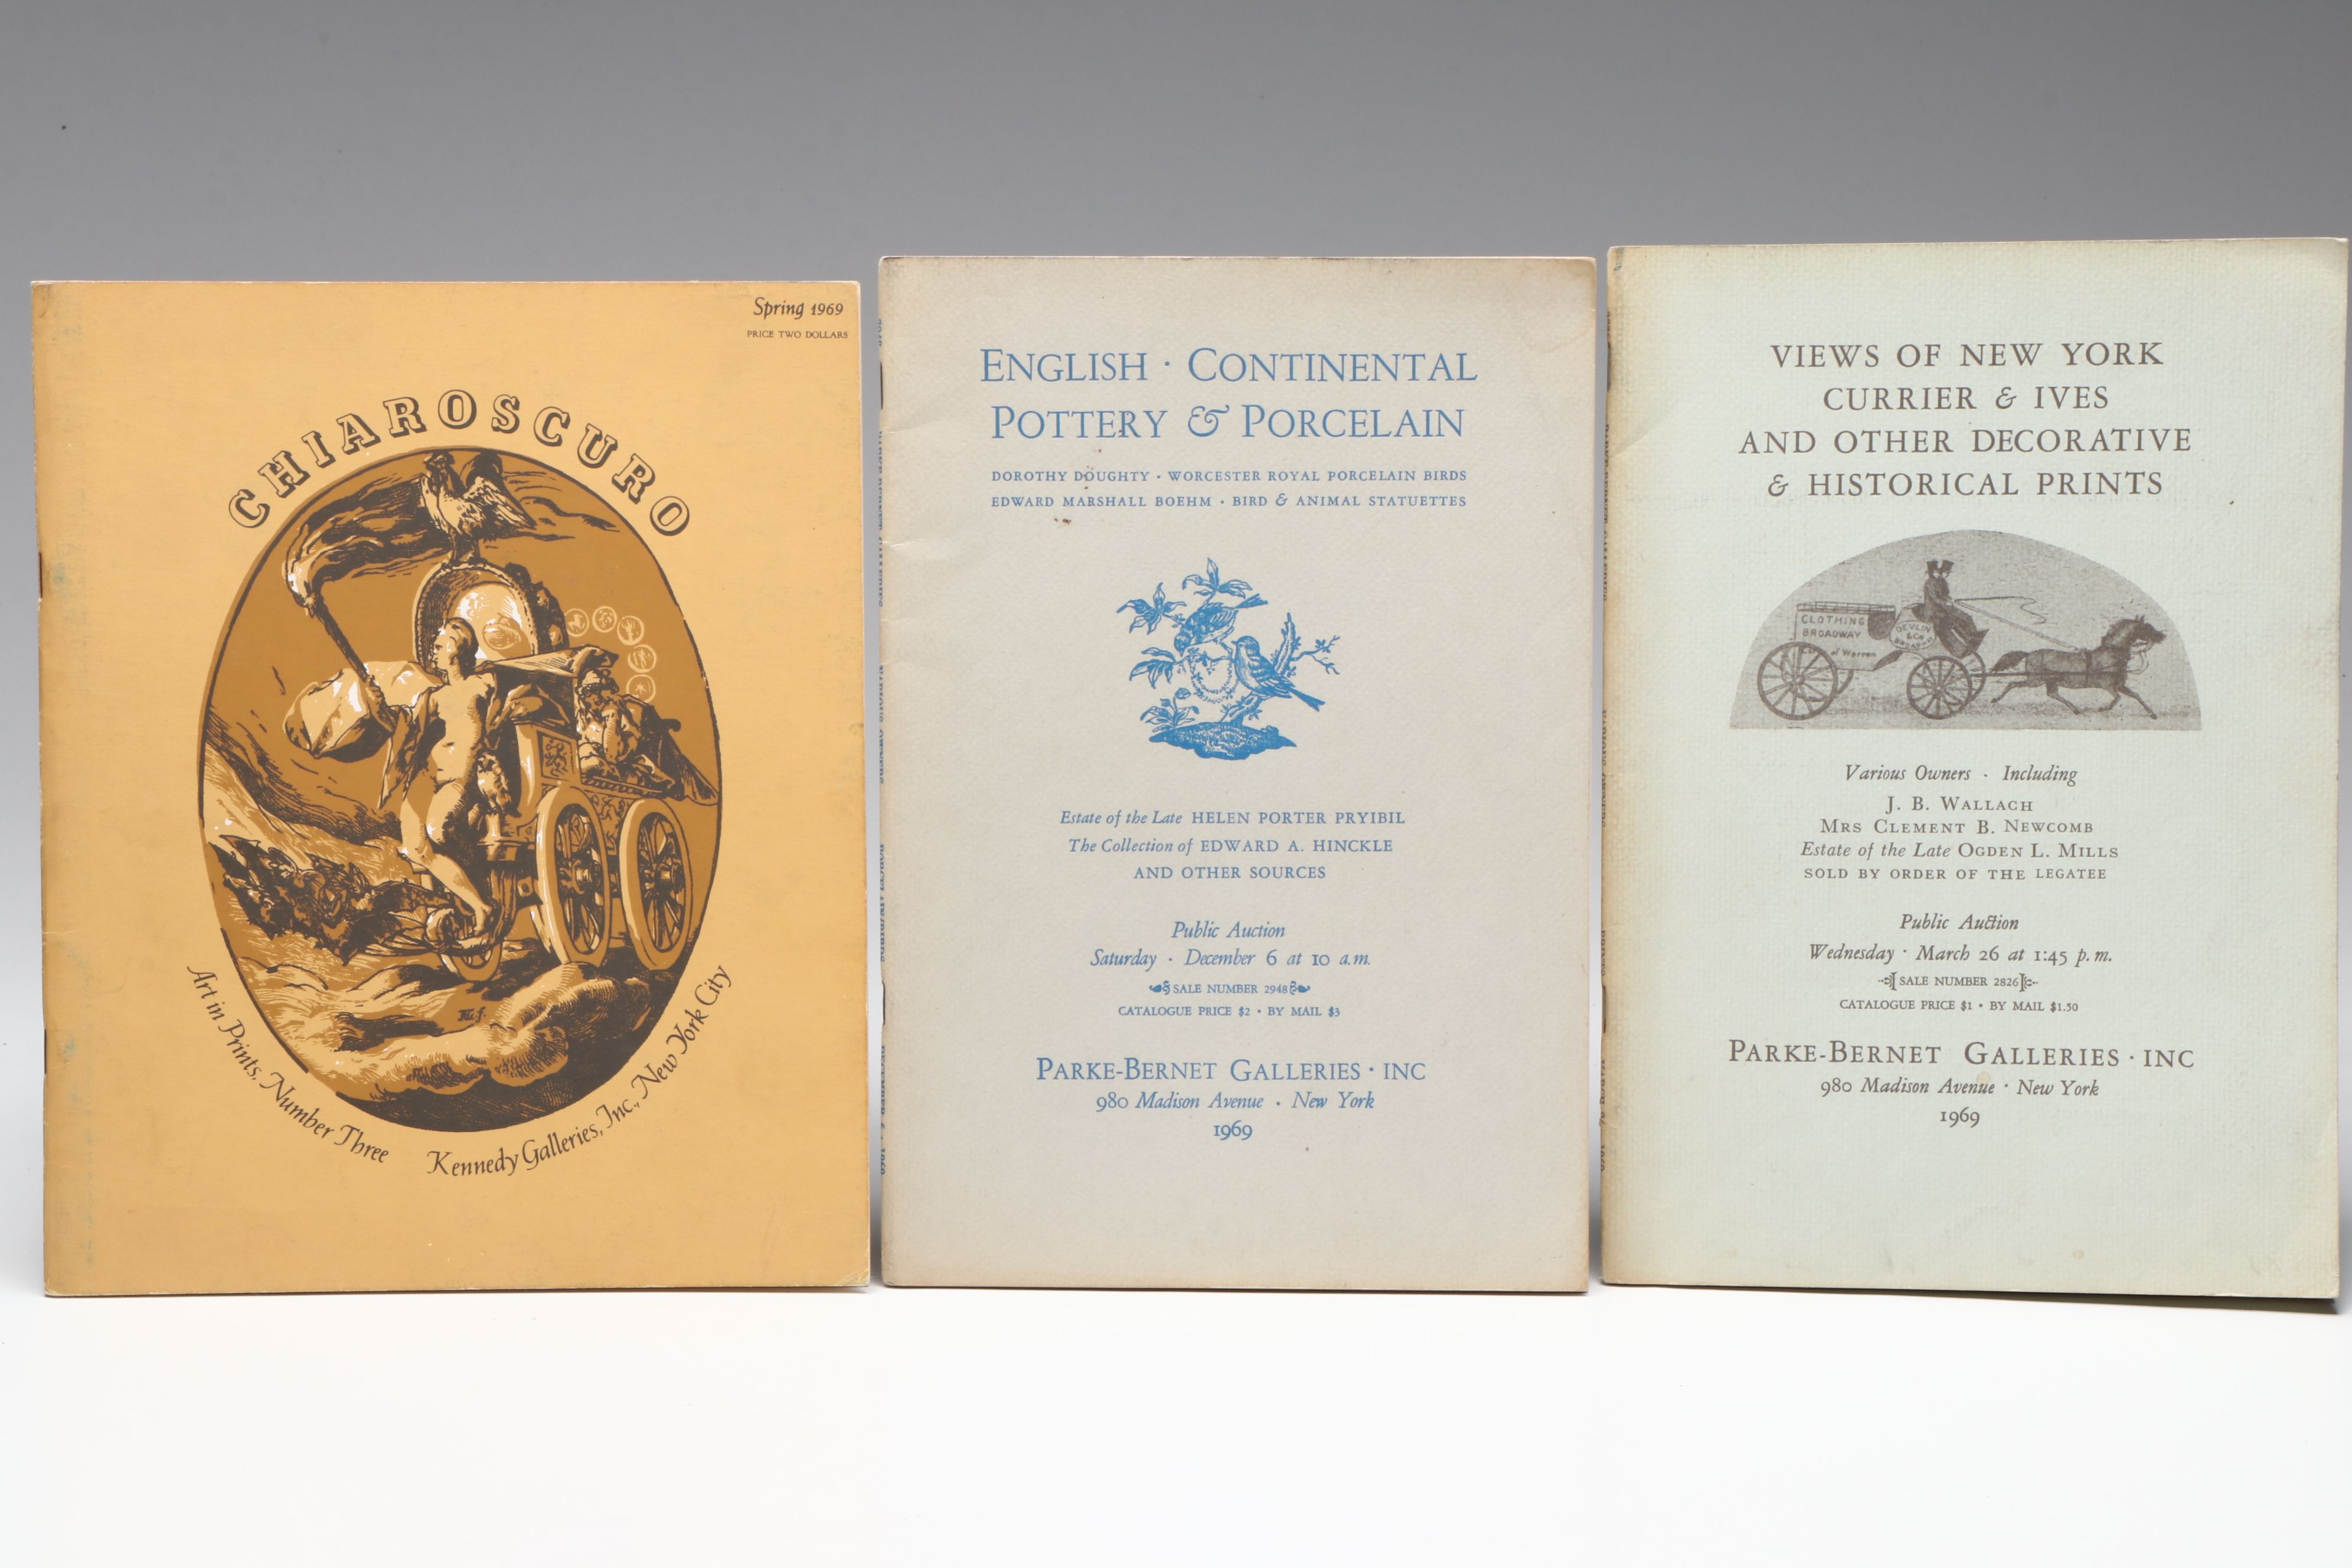 Spring 1969
PRICE TWO DOLLARS
CHIAROSCURO
Art in Prints, Number Three
Kennedy Galleries, Inc., New York City
ENGLISH · CONTINENTAL
POTTERY & PORCELAIN
DOROTHY DOUGHTY · WORCESTER ROYAL PORCELAIN BIRDS
EDWARD MARSHALL BOEHM · BIRD & ANIMAL STATUETTES
Estate of the Late HELEN PORTER PRYIBIL
The Collection of EDWARD A. HINCKLE
AND OTHER SOURCES
Public Auction
Saturday · December 6 at 10 a.m.
SALE NUMBER 2948
CATALOGUE PRICE $2 · BY MAIL $3
PARKE-BERNET GALLERIES · INC
980 Madison Avenue · New York
1969
VIEWS OF NEW YORK
CURRIER & IVES
AND OTHER DECORATIVE
& HISTORICAL PRINTS
CLOTHING
BROADWAY
of Warren
DEVLIN
& CO
Various Owners · Including
J. B. WALLACH
MRS CLEMENT B. NEWCOMB
Estate of the Late OGDEN L. MILLS
SOLD BY ORDER OF THE LEGATEE
Public Auction
Wednesday · March 26 at 1:45 p.m.
SALE NUMBER 2826
CATALOGUE PRICE $1 · BY MAIL $1.50
PARKE-BERNET GALLERIES · INC
980 Madison Avenue · New York
1969